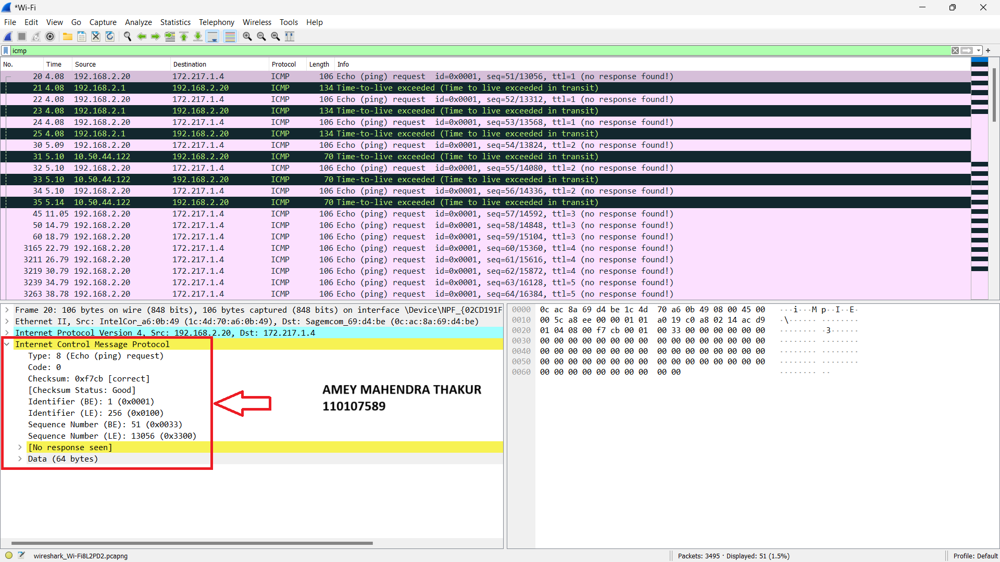 *Wi-Fi
File Edit View Go Capture Analyze Statistics Telephony Wireless Tools Help
icmp
No. Time Source Destination Protocol Length Info
20 4.08 192.168.2.20 172.217.1.4 ICMP 106 Echo (ping) request id=0x0001, seq=51/13056, ttl=1 (no response found!)
21 4.08 192.168.2.1 192.168.2.20 ICMP 134 Time-to-live exceeded (Time to live exceeded in transit)
22 4.08 192.168.2.20 172.217.1.4 ICMP 106 Echo (ping) request id=0x0001, seq=52/13312, ttl=1 (no response found!)
23 4.08 192.168.2.1 192.168.2.20 ICMP 134 Time-to-live exceeded (Time to live exceeded in transit)
24 4.08 192.168.2.20 172.217.1.4 ICMP 106 Echo (ping) request id=0x0001, seq=53/13568, ttl=1 (no response found!)
25 4.08 192.168.2.1 192.168.2.20 ICMP 134 Time-to-live exceeded (Time to live exceeded in transit)
30 5.09 192.168.2.20 172.217.1.4 ICMP 106 Echo (ping) request id=0x0001, seq=54/13824, ttl=2 (no response found!)
31 5.10 10.50.44.122 192.168.2.20 ICMP 70 Time-to-live exceeded (Time to live exceeded in transit)
32 5.10 192.168.2.20 172.217.1.4 ICMP 106 Echo (ping) request id=0x0001, seq=55/14080, ttl=2 (no response found!)
33 5.10 10.50.44.122 192.168.2.20 ICMP 70 Time-to-live exceeded (Time to live exceeded in transit)
34 5.10 192.168.2.20 172.217.1.4 ICMP 106 Echo (ping) request id=0x0001, seq=56/14336, ttl=2 (no response found!)
35 5.14 10.50.44.122 192.168.2.20 ICMP 70 Time-to-live exceeded (Time to live exceeded in transit)
45 11.05 192.168.2.20 172.217.1.4 ICMP 106 Echo (ping) request id=0x0001, seq=57/14592, ttl=3 (no response found!)
50 14.79 192.168.2.20 172.217.1.4 ICMP 106 Echo (ping) request id=0x0001, seq=58/14848, ttl=3 (no response found!)
60 18.79 192.168.2.20 172.217.1.4 ICMP 106 Echo (ping) request id=0x0001, seq=59/15104, ttl=3 (no response found!)
3165 22.79 192.168.2.20 172.217.1.4 ICMP 106 Echo (ping) request id=0x0001, seq=60/15360, ttl=4 (no response found!)
3211 26.79 192.168.2.20 172.217.1.4 ICMP 106 Echo (ping) request id=0x0001, seq=61/15616, ttl=4 (no response found!)
3219 30.79 192.168.2.20 172.217.1.4 ICMP 106 Echo (ping) request id=0x0001, seq=62/15872, ttl=4 (no response found!)
3239 34.79 192.168.2.20 172.217.1.4 ICMP 106 Echo (ping) request id=0x0001, seq=63/16128, ttl=5 (no response found!)
3263 38.78 192.168.2.20 172.217.1.4 ICMP 106 Echo (ping) request id=0x0001, seq=64/16384, ttl=5 (no response found!)
Frame 20: 106 bytes on wire (848 bits), 106 bytes captured (848 bits) on interface \Device\NPF_{02CD191F
Ethernet II, Src: IntelCor_a6:0b:49 (1c:4d:70:a6:0b:49), Dst: Sagemcom_69:d4:be (0c:ac:8a:69:d4:be)
Internet Protocol Version 4, Src: 192.168.2.20, Dst: 172.217.1.4
Internet Control Message Protocol
Type: 8 (Echo (ping) request)
Code: 0
Checksum: 0xf7cb [correct]
[Checksum Status: Good]
Identifier (BE): 1 (0x0001)
Identifier (LE): 256 (0x0100)
Sequence Number (BE): 51 (0x0033)
Sequence Number (LE): 13056 (0x3300)
[No response seen]
Data (64 bytes)
AMEY MAHENDRA THAKUR
110107589
0000 0c ac 8a 69 d4 be 1c 4d 70 a6 0b 49 08 00 45 00 ···i···M p··I··E·
0010 00 5c a8 ee 00 00 01 01 a0 19 c0 a8 02 14 ac d9 ·\······ ········
0020 01 04 08 00 f7 cb 00 01 00 33 00 00 00 00 00 00 ········ ·3······
0030 00 00 00 00 00 00 00 00 00 00 00 00 00 00 00 00 ········ ········
0040 00 00 00 00 00 00 00 00 00 00 00 00 00 00 00 00 ········ ········
0050 00 00 00 00 00 00 00 00 00 00 00 00 00 00 00 00 ········ ········
0060 00 00 00 00 00 00 00 00 00 00 ········ ··
wireshark_Wi-Fi8L2PD2.pcapng
Packets: 3495 · Displayed: 51 (1.5%)
Profile: Default